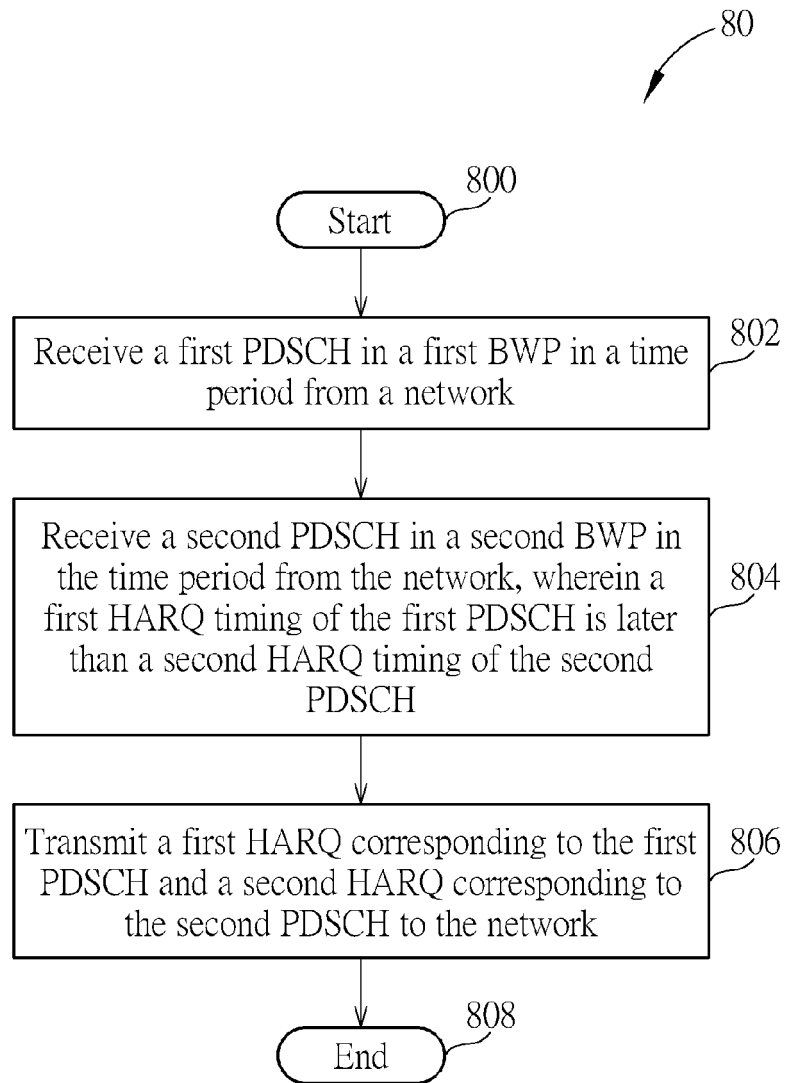 80
800
Start
802
Receive a first PDSCH in a first BWP in a time
period from a network
Receive a second PDSCH in a second BWP in
the time period from the network, wherein a
first HARQ timing of the first PDSCH is later
than a second HARQ timing of the second
PDSCH
804
Transmit a first HARQ corresponding to the first
PDSCH and a second HARQ corresponding to
the second PDSCH to the network
806
End
808